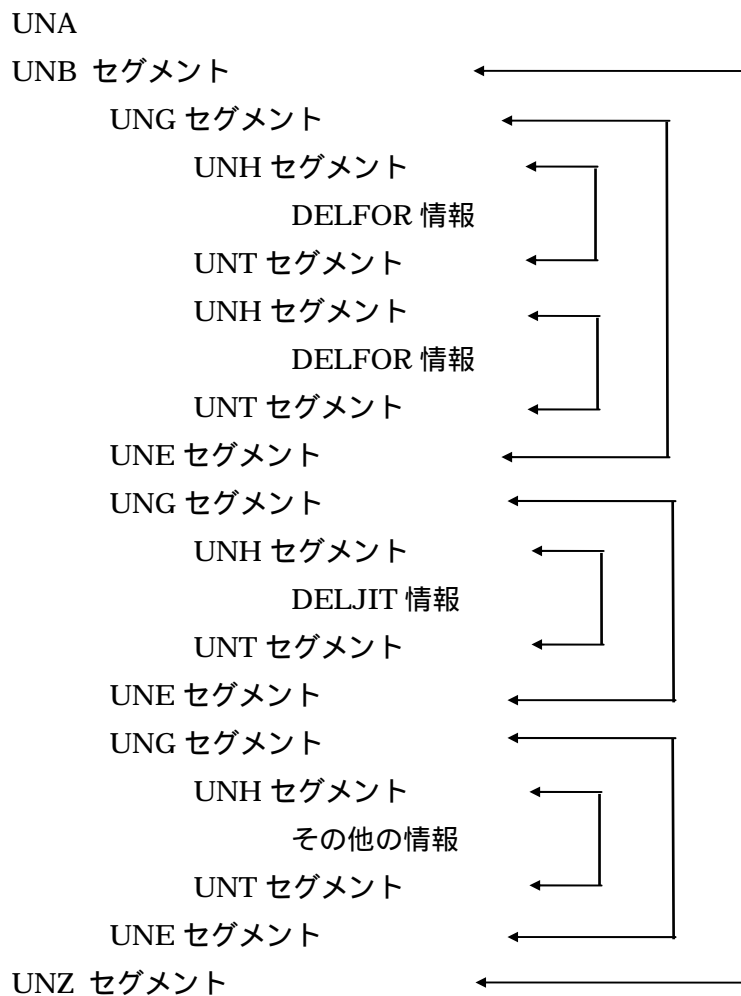 UNA
UNB セグメント
UNG セグメント
UNH セグメント
DELFOR 情報
UNT セグメント
UNH セグメント
DELFOR 情報
UNT セグメント
UNE セグメント
UNG セグメント
UNH セグメント
DELJIT 情報
UNT セグメント
UNE セグメント
UNG セグメント
UNH セグメント
その他の情報
UNT セグメント
UNE セグメント
UNZ セグメント